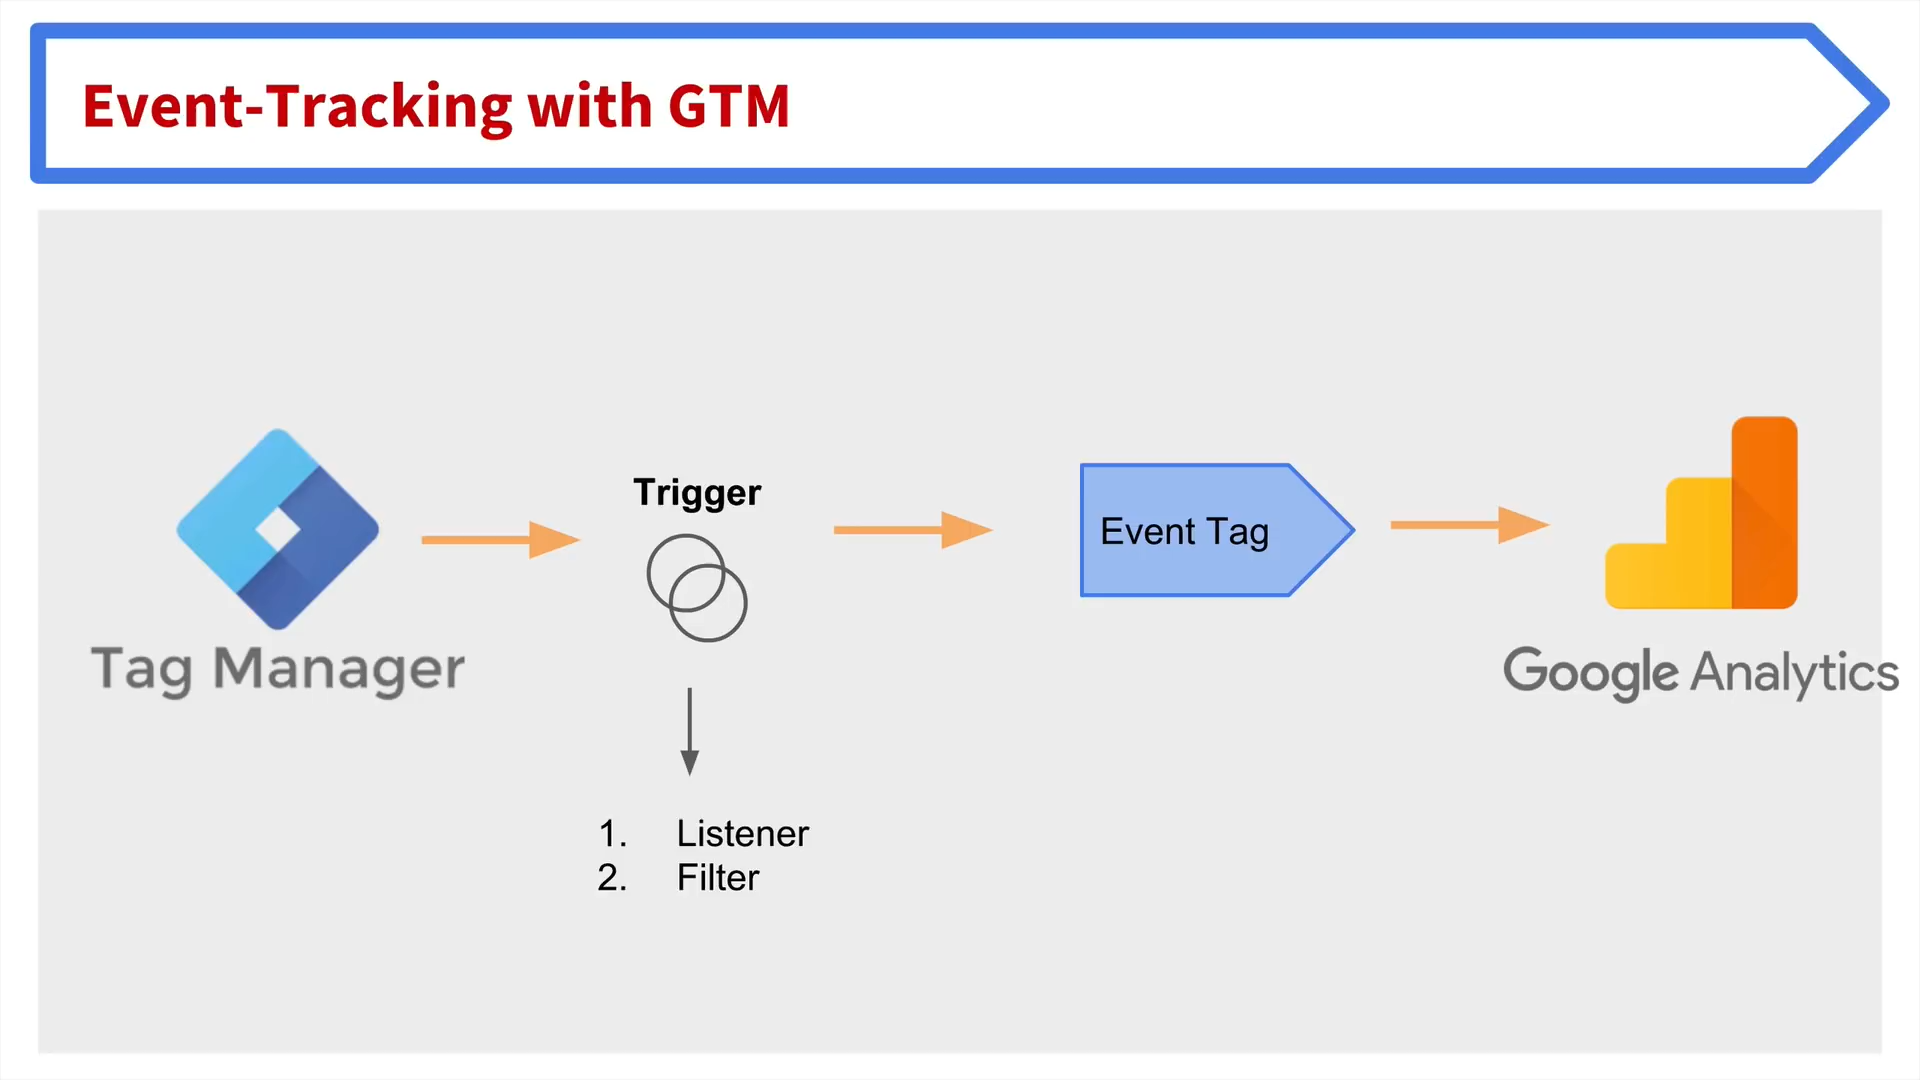 Event-Tracking with GTM
Trigger
Event Tag
Tag Manager
Google Analytics
1. Listener
2. Filter